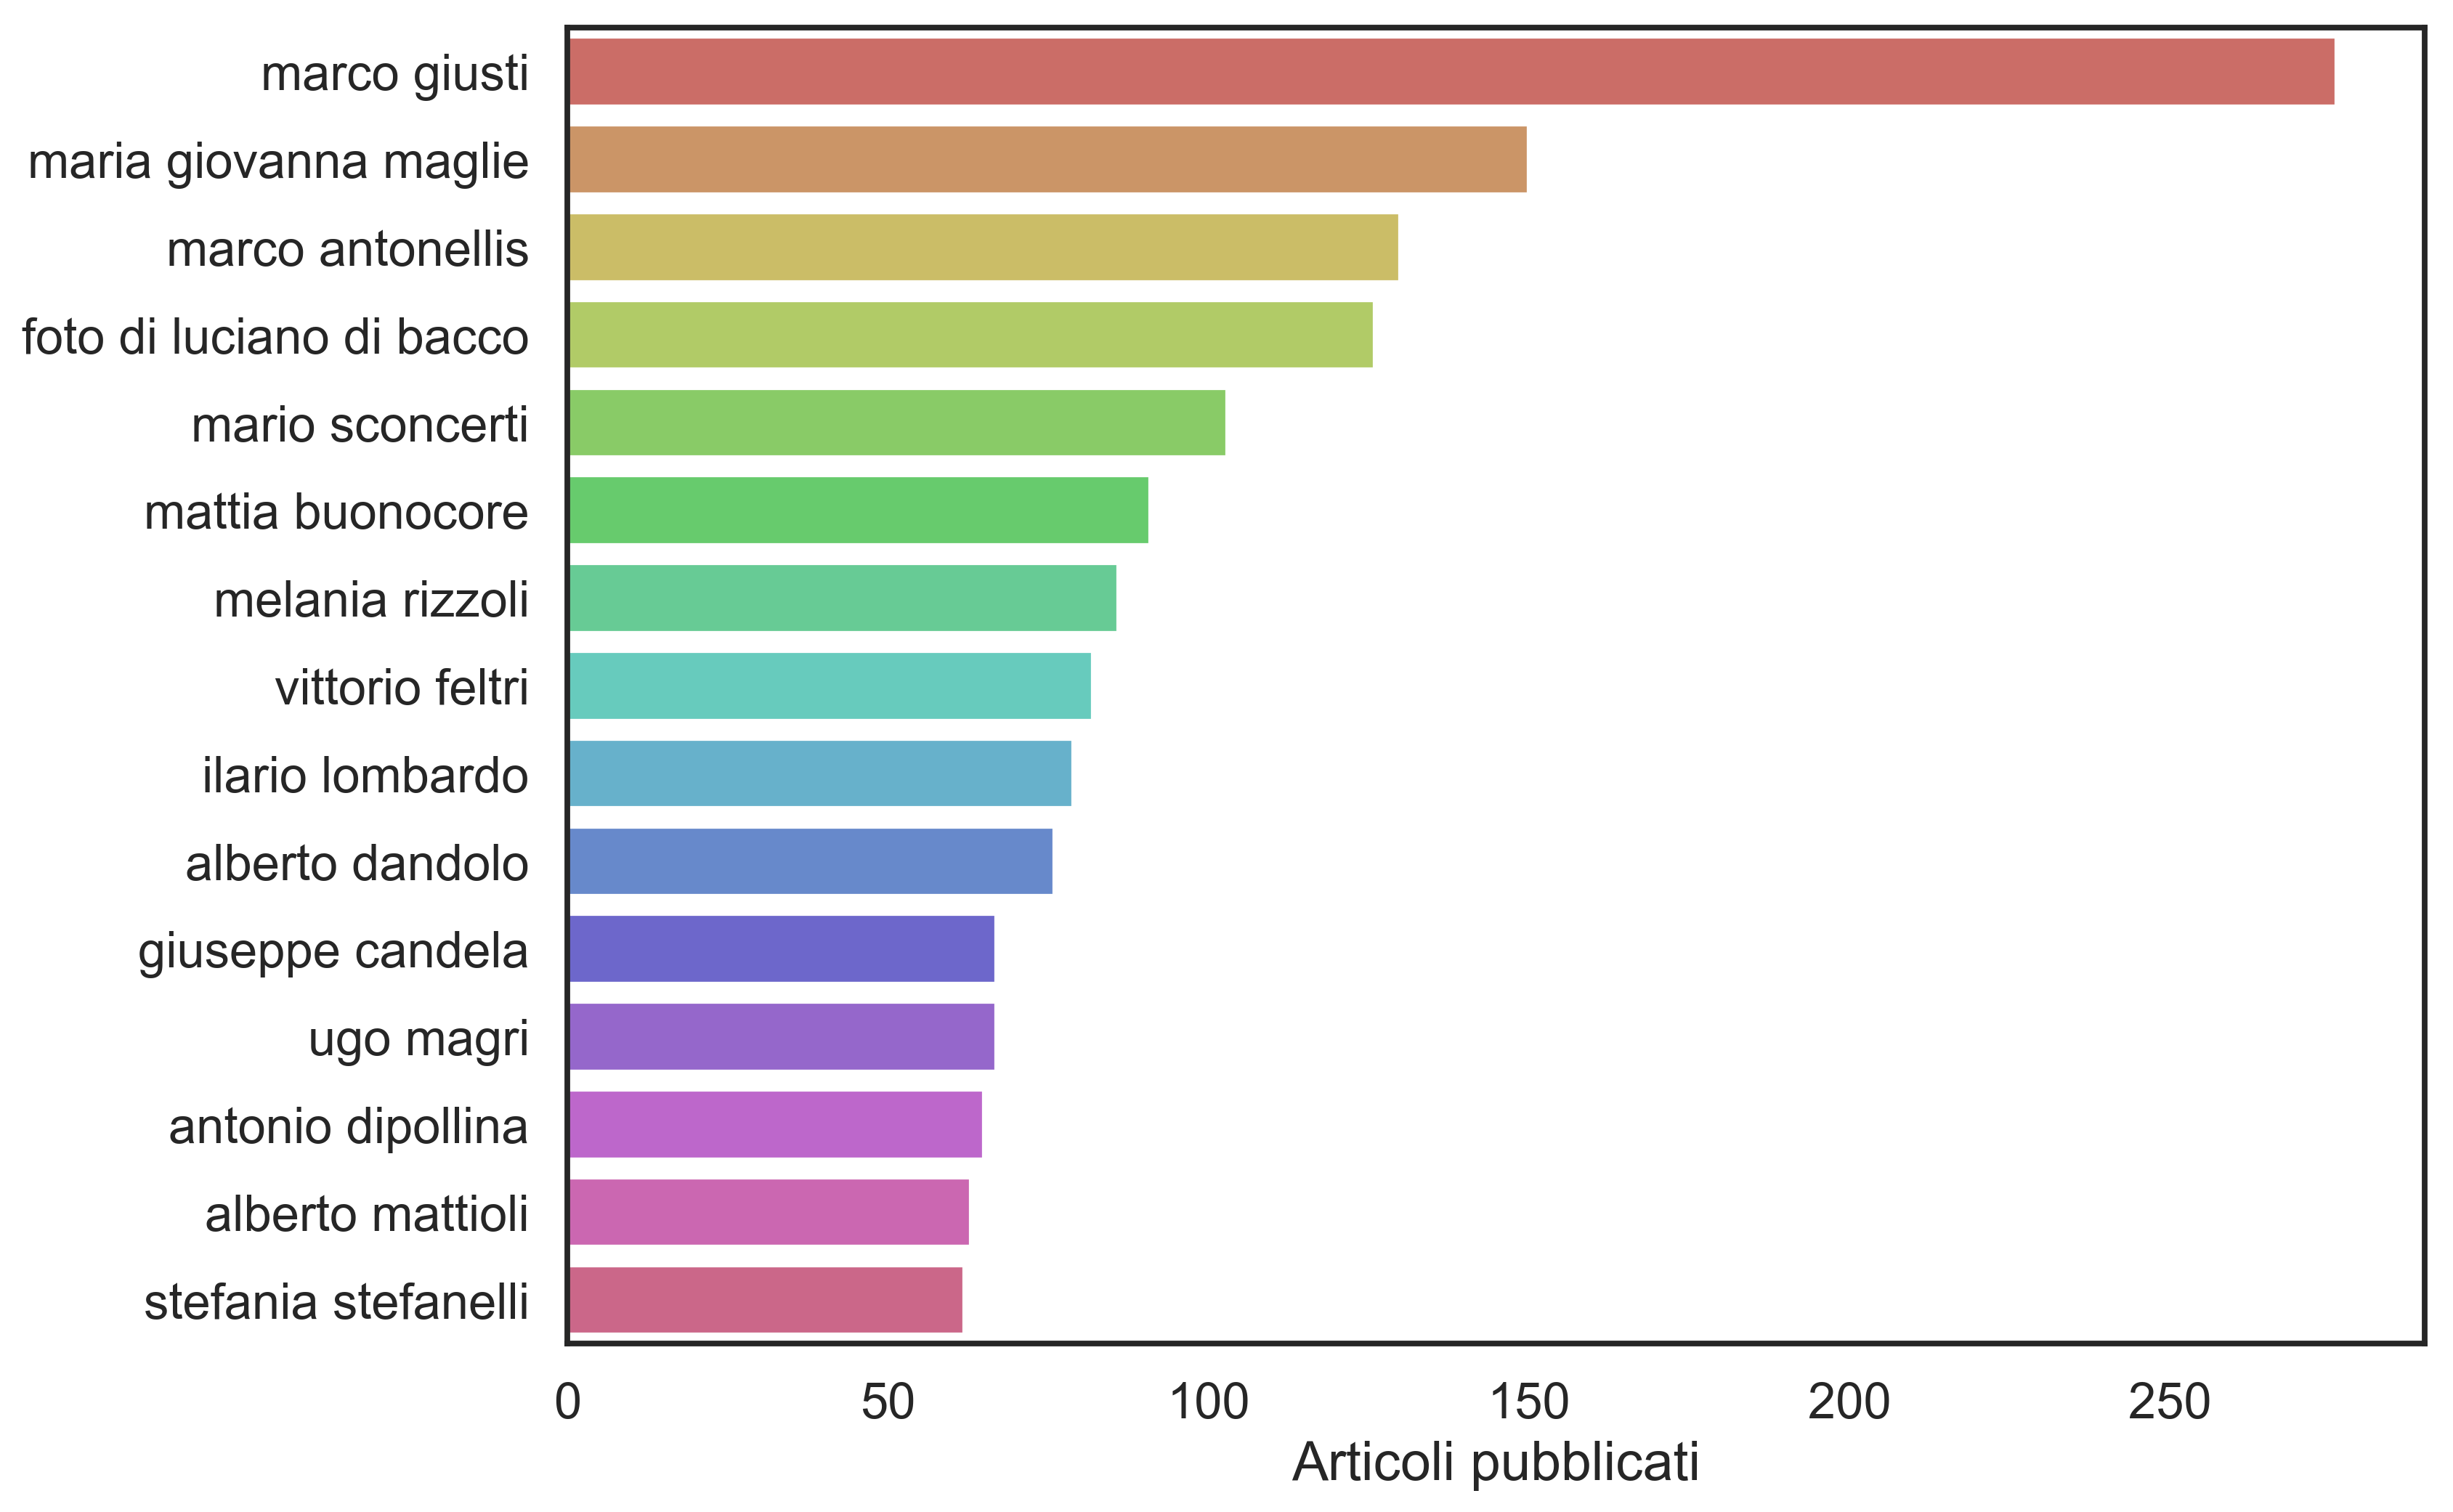 marco giusti
maria giovanna maglie
marco antonellis
foto di luciano di bacco
mario sconcerti
mattia buonocore
melania rizzoli
vittorio feltri
ilario lombardo
alberto dandolo
giuseppe candela
ugo magri
antonio dipollina
alberto mattioli
stefania stefanelli
0 50 100 150 200 250
Articoli pubblicati